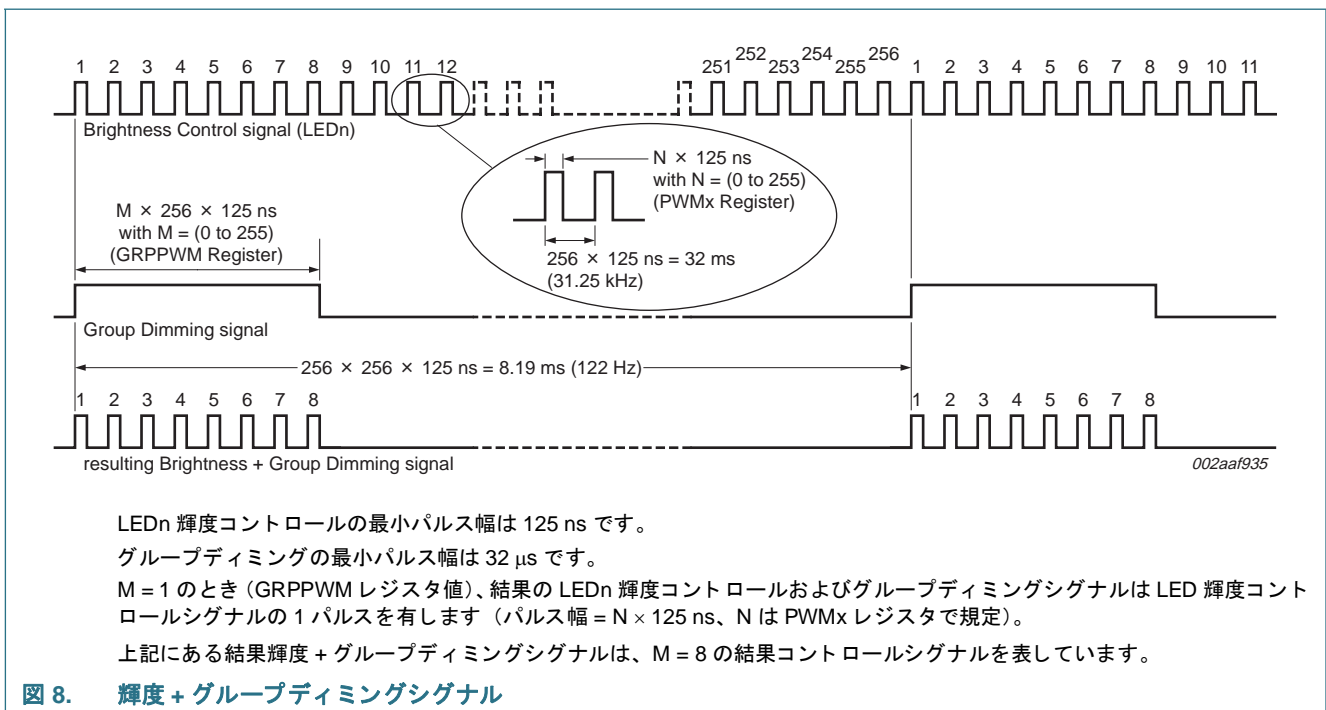 1 2 3 4 5 6 7 8 9 10 11 12 251 252 253 254 255 256 1 2 3 4 5 6 7 8 9 10 11
Brightness Control signal (LEDn)
N × 125 ns
with N = (0 to 255)
(PWMx Register)
M × 256 × 125 ns
with M = (0 to 255)
(GRPPWM Register)
256 × 125 ns = 32 ms
(31.25 kHz)
Group Dimming signal
256 × 256 × 125 ns = 8.19 ms (122 Hz)
1 2 3 4 5 6 7 8 1 2 3 4 5 6 7 8
resulting Brightness + Group Dimming signal
002aaf935
LEDn 輝度コントロールの最小パルス幅は 125 ns です。
グループディミングの最小パルス幅は 32 μs です。
M = 1 のとき（GRPPWM レジスタ値）、結果の LEDn 輝度コントロールおよびグループディミングシグナルは LED 輝度コント
ロールシグナルの 1 パルスを有します（パルス幅 = N × 125 ns、N は PWMx レジスタで規定）。
上記にある結果輝度 + グループディミングシグナルは、M = 8 の結果コントロールシグナルを表しています。
図 8. 輝度 + グループディミングシグナル